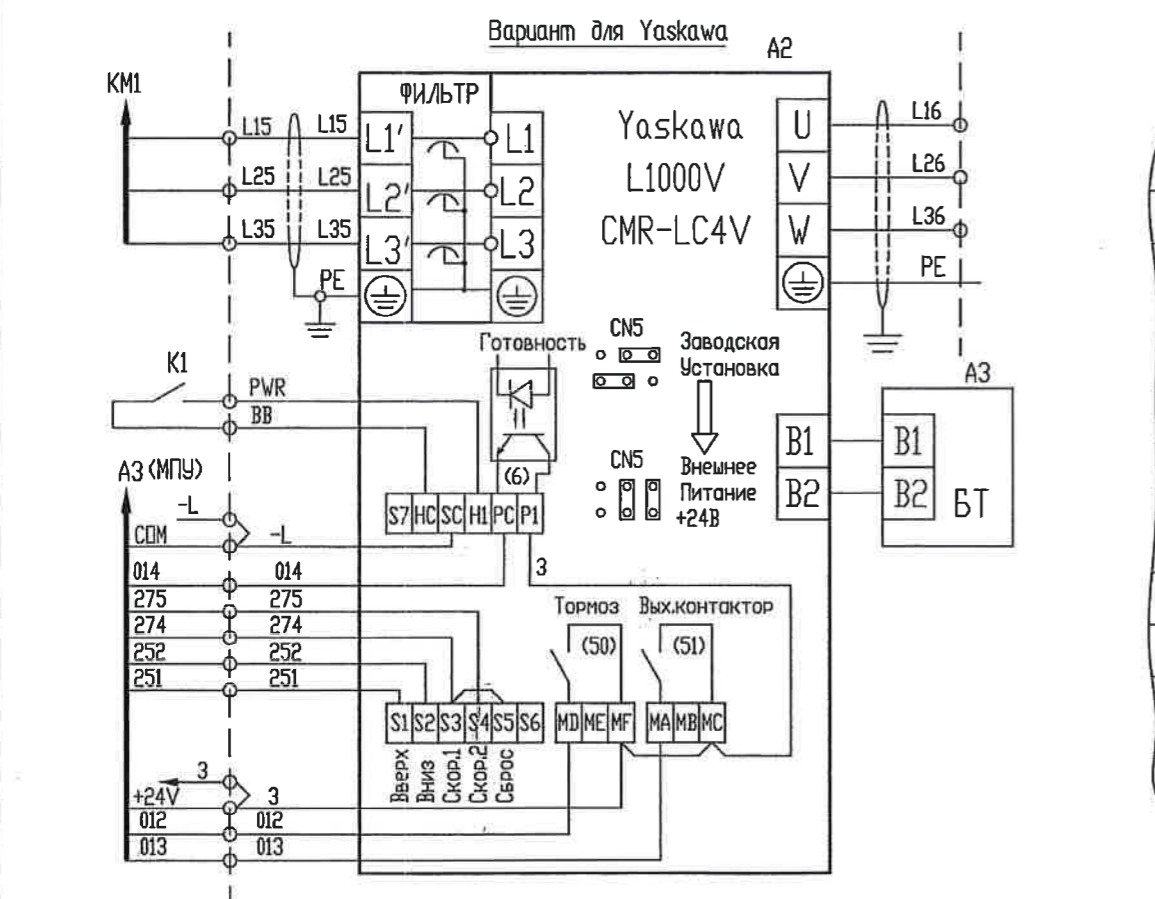 Вариант для Yaskawa
A2
KM1
ФИЛЬТР
L15 L15 L1' L1
L25 L25 L2' L2
L35 L35 L3' L3
PE
Yaskawa
L1000V
CMR-LC4V
U L16
V L26
W L36
PE
Готовность
CN5
Заводская
Установка
K1
PWR
BB
(6)
CN5
Внешнее
Питание
+24В
A3
B1 B1
B2 B2
БТ
A3 (МПУ)
S7 HC SC H1 PC P1
-L
COM -L
014 014
3
275 275
274 274
252 252
251 251
Тормоз Вых.контактор
(50) (51)
S1 S2 S3 S4 S5 S6 MD ME MF MA MB MC
Вверх
Вниз
Скор.1
Скор.2
Сброс
3
+24V 3
012 012
013 013